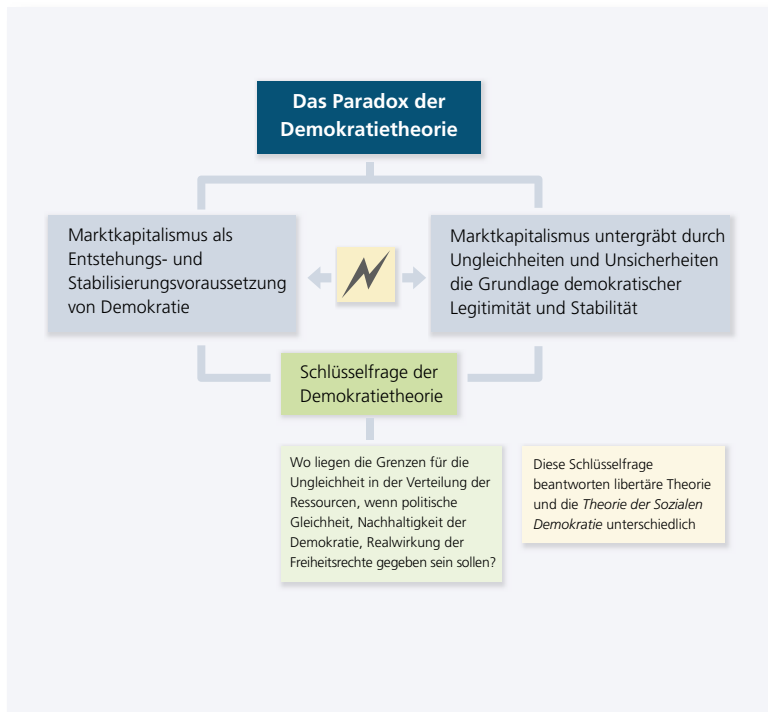 Das Paradox der
Demokratietheorie
Marktkapitalismus als
Entstehungs- und
Stabilisierungsvoraussetzung
von Demokratie
Marktkapitalismus untergräbt durch
Ungleichheiten und Unsicherheiten
die Grundlage demokratischer
Legitimität und Stabilität
Schlüsselfrage der
Demokratietheorie
Wo liegen die Grenzen für die
Ungleichheit in der Verteilung der
Ressourcen, wenn politische
Gleichheit, Nachhaltigkeit der
Demokratie, Realwirkung der
Freiheitsrechte gegeben sein sollen?
Diese Schlüsselfrage
beantworten libertäre Theorie
und die Theorie der Sozialen
Demokratie unterschiedlich